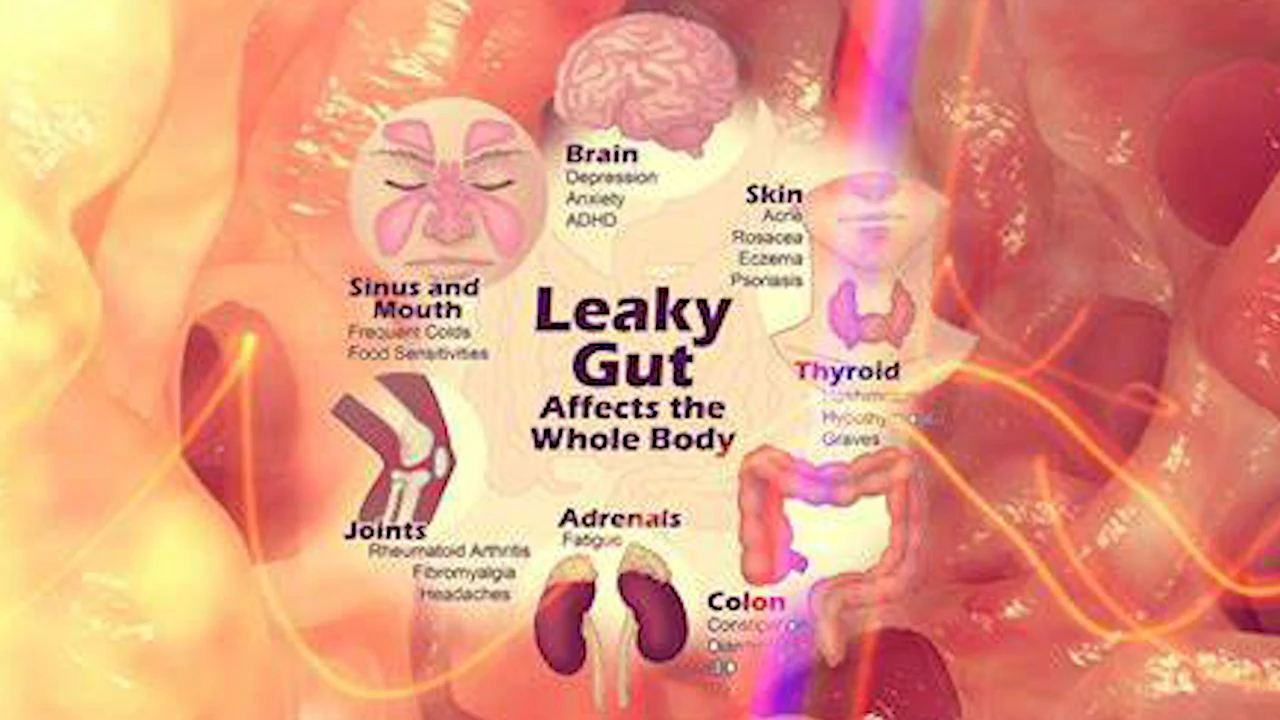 Brain
Depression
Anxiety
ADHD
Skin
Acne
Rosacea
Eczema
Psoriasis
Sinus and
Mouth
Frequent Colds
Food Sensitivities
Leaky
Gut
Affects the
Whole Body
Thyroid
Graves
Joints
Rheumatoid Arthritis
Fibromyalgia
Headaches
Adrenals
Fatigue
Colon